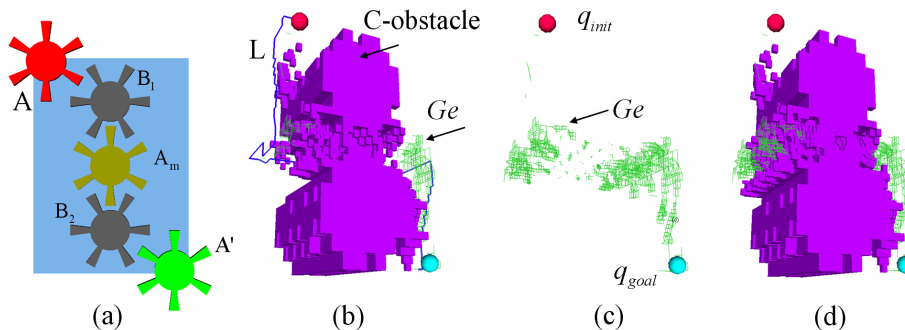 A
B1
Am
B2
A'
(a)
L
C-obstacle
Ge
(b)
qinit
Ge
qgoal
(c)
(d)